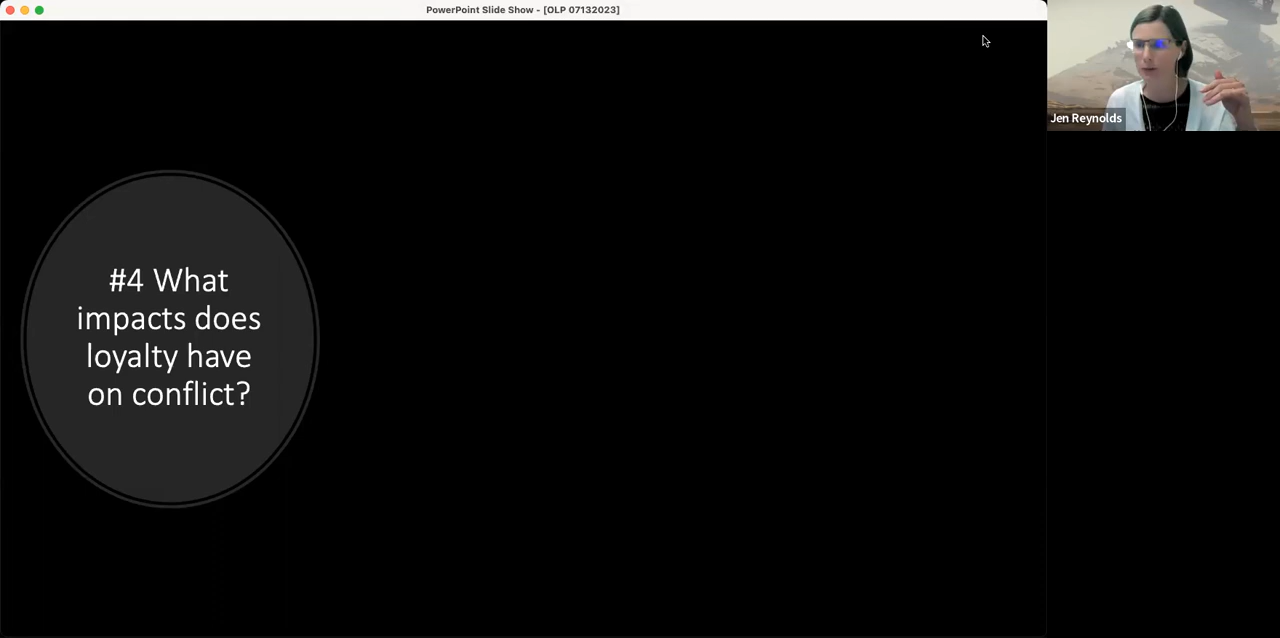 PowerPoint Slide Show - [OLP 07132023]
Jen Reynolds
#4 What
impacts does
loyalty have
on conflict?